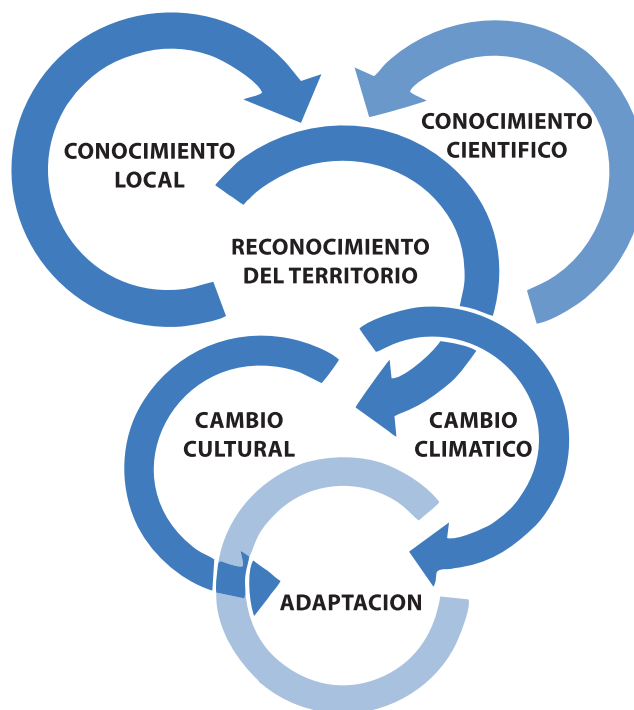 CONOCIMIENTO
LOCAL
CONOCIMIENTO
CIENTIFICO
RECONOCIMIENTO
DEL TERRITORIO
CAMBIO
CULTURAL
CAMBIO
CLIMATICO
ADAPTACION